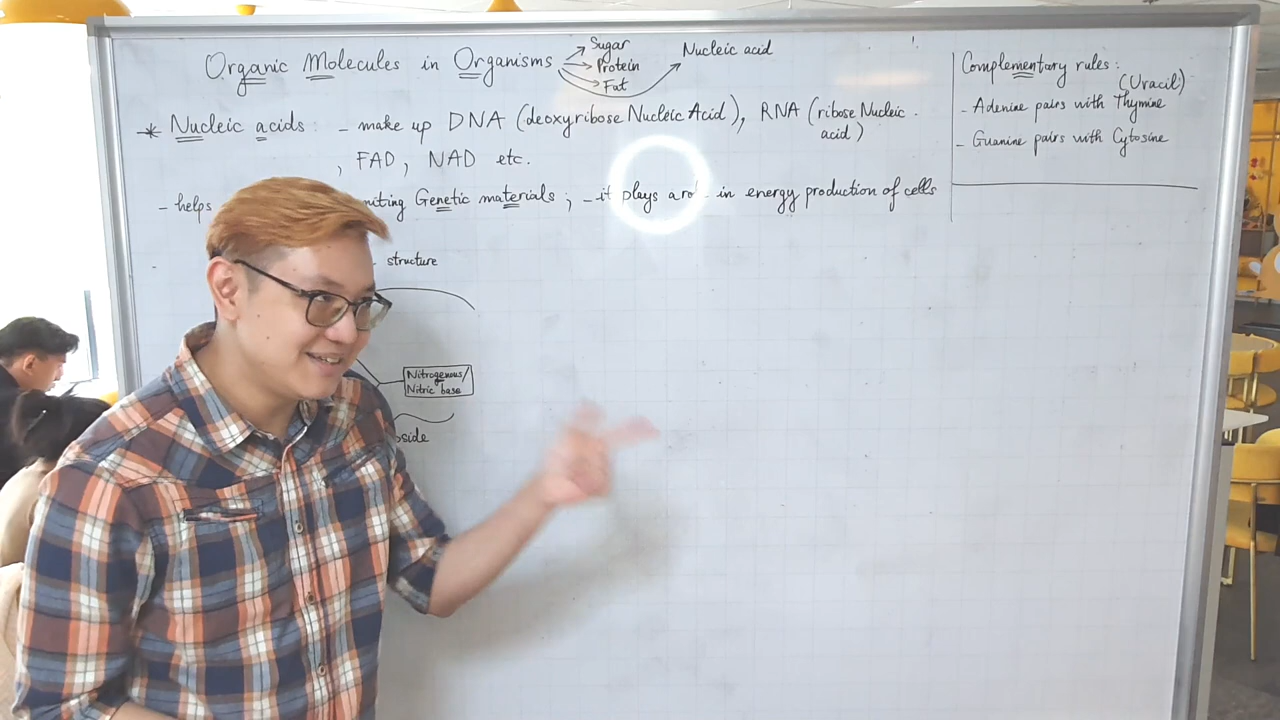 Organic Molecules in Organisms
Sugar
Protein
Fat
Nucleic acid
* Nucleic acids : - make up DNA (deoxyribose Nucleic Acid), RNA (ribose Nucleic
acid)
, FAD, NAD etc.
- helps Genetic materials ; - it plays a in energy production of cells
structure
Nitrogenous/
Nitric base
Complementary rules :
(Uracil)
- Adenine pairs with Thymine
- Guanine pairs with Cytosine